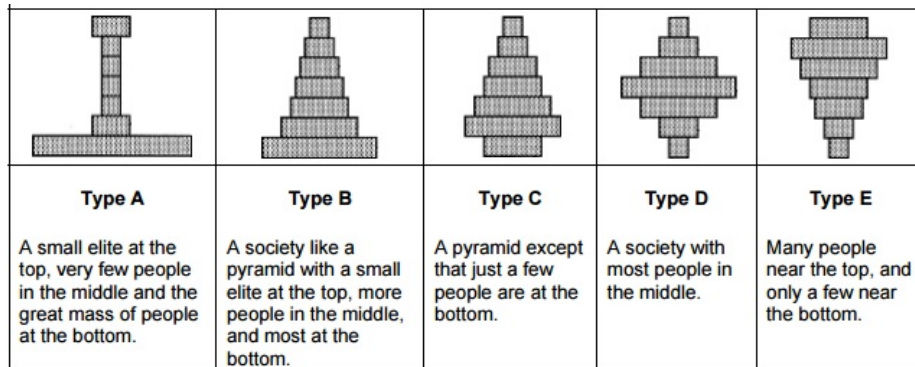 Type A
A small elite at the
top, very few people
in the middle and the
great mass of people
at the bottom.
Type B
A society like a
pyramid with a small
elite at the top, more
people in the middle,
and most at the
bottom.
Type C
A pyramid except
that just a few
people are at the
bottom.
Type D
A society with
most people in
the middle.
Type E
Many people
near the top, and
only a few near
the bottom.